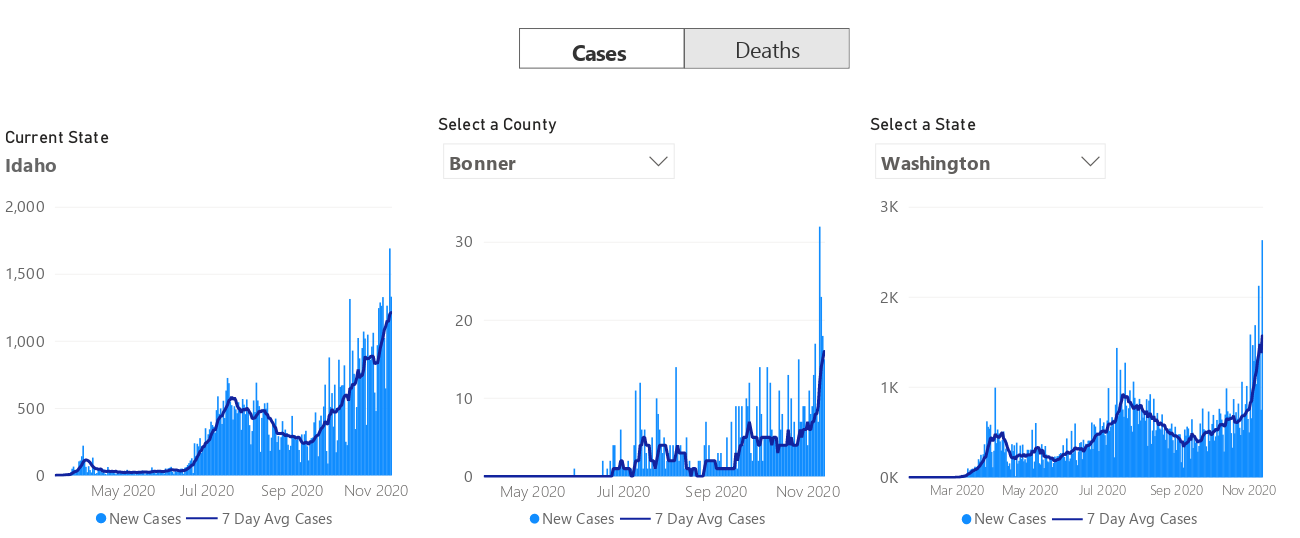 Cases
Deaths
Current State
Idaho
2,000
1,500
1,000
500
0
May 2020 Jul 2020 Sep 2020 Nov 2020
New Cases 7 Day Avg Cases
Select a County
Bonner
30
20
10
0
May 2020 Jul 2020 Sep 2020 Nov 2020
New Cases 7 Day Avg Cases
Select a State
Washington
3K
2K
1K
0K
Mar 2020 May 2020 Jul 2020 Sep 2020 Nov 2020
New Cases 7 Day Avg Cases